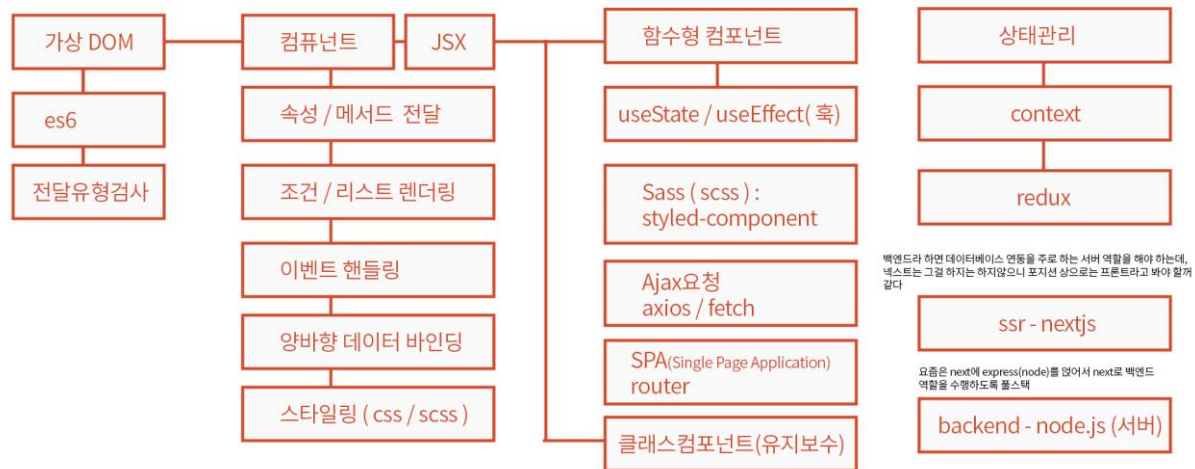 가상 DOM
es6
전달유형검사
컴퓨넌트
JSX
속성 / 메서드 전달
조건 / 리스트 렌더링
이벤트 핸들링
양바향 데이터 바인딩
스타일링 ( css / scss )
함수형 컴포넌트
useState / useEffect( 훅)
Sass ( scss ) :
styled-component
Ajax요청
axios / fetch
SPA(Single Page Application)
router
클래스컴포넌트(유지보수)
상태관리
context
redux
백엔드라 하면 데이터베이스 연동을 주로 하는 서버 역할을 해야 하는데,
넥스트는 그걸 하지는 하지않으니 포지션 상으로는 프론트라고 봐야 할꺼
같다
ssr - nextjs
요즘은 next에 express(node)를 얹어서 next로 백엔드
역할을 수행하도록 풀스택
backend - node.js (서버)